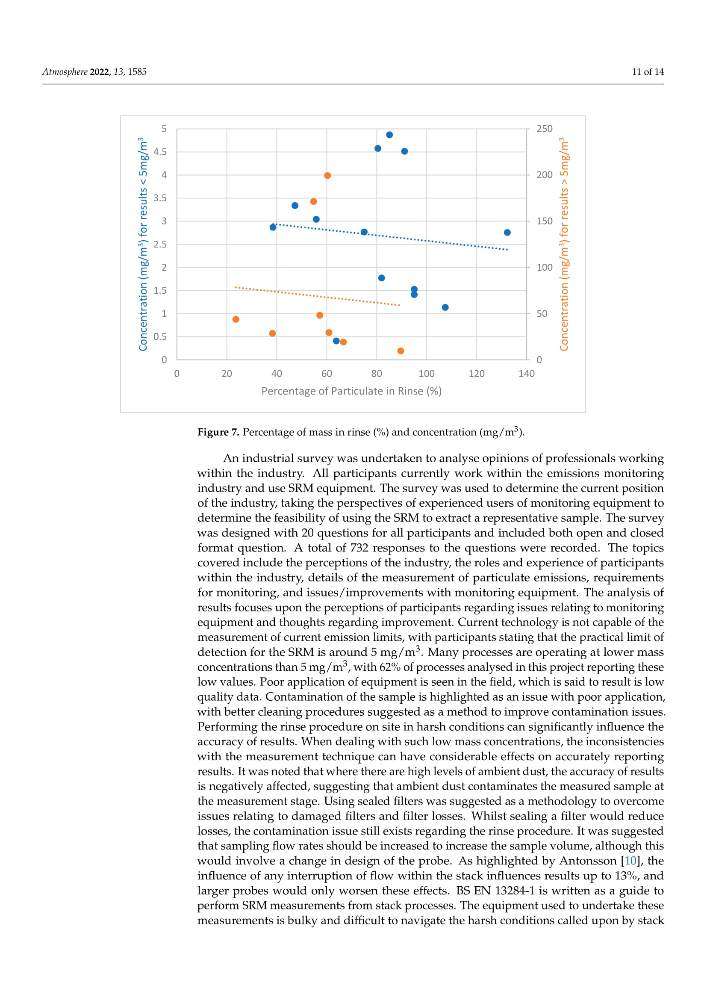 Atmosphere 2022, 13, 1585
11 of 14
5
4.5
4
3.5
3
2.5
2
1.5
1
0.5
0
250
200
150
100
50
0
Concentration (mg/m³) for results < 5mg/m³
Concentration (mg/m³) for results > 5mg/m³
0 20 40 60 80 100 120 140
Percentage of Particulate in Rinse (%)
Figure 7. Percentage of mass in rinse (%) and concentration (mg/m³).
An industrial survey was undertaken to analyse opinions of professionals working
within the industry. All participants currently work within the emissions monitoring
industry and use SRM equipment. The survey was used to determine the current position
of the industry, taking the perspectives of experienced users of monitoring equipment to
determine the feasibility of using the SRM to extract a representative sample. The survey
was designed with 20 questions for all participants and included both open and closed
format question. A total of 732 responses to the questions were recorded. The topics
covered include the perceptions of the industry, the roles and experience of participants
within the industry, details of the measurement of particulate emissions, requirements
for monitoring, and issues/improvements with monitoring equipment. The analysis of
results focuses upon the perceptions of participants regarding issues relating to monitoring
equipment and thoughts regarding improvement. Current technology is not capable of the
measurement of current emission limits, with participants stating that the practical limit of
detection for the SRM is around 5 mg/m³. Many processes are operating at lower mass
concentrations than 5 mg/m³, with 62% of processes analysed in this project reporting these
low values. Poor application of equipment is seen in the field, which is said to result is low
quality data. Contamination of the sample is highlighted as an issue with poor application,
with better cleaning procedures suggested as a method to improve contamination issues.
Performing the rinse procedure on site in harsh conditions can significantly influence the
accuracy of results. When dealing with such low mass concentrations, the inconsistencies
with the measurement technique can have considerable effects on accurately reporting
results. It was noted that where there are high levels of ambient dust, the accuracy of results
is negatively affected, suggesting that ambient dust contaminates the measured sample at
the measurement stage. Using sealed filters was suggested as a methodology to overcome
issues relating to damaged filters and filter losses. Whilst sealing a filter would reduce
losses, the contamination issue still exists regarding the rinse procedure. It was suggested
that sampling flow rates should be increased to increase the sample volume, although this
would involve a change in design of the probe. As highlighted by Antonsson [10], the
influence of any interruption of flow within the stack influences results up to 13%, and
larger probes would only worsen these effects. BS EN 13284-1 is written as a guide to
perform SRM measurements from stack processes. The equipment used to undertake these
measurements is bulky and difficult to navigate the harsh conditions called upon by stack